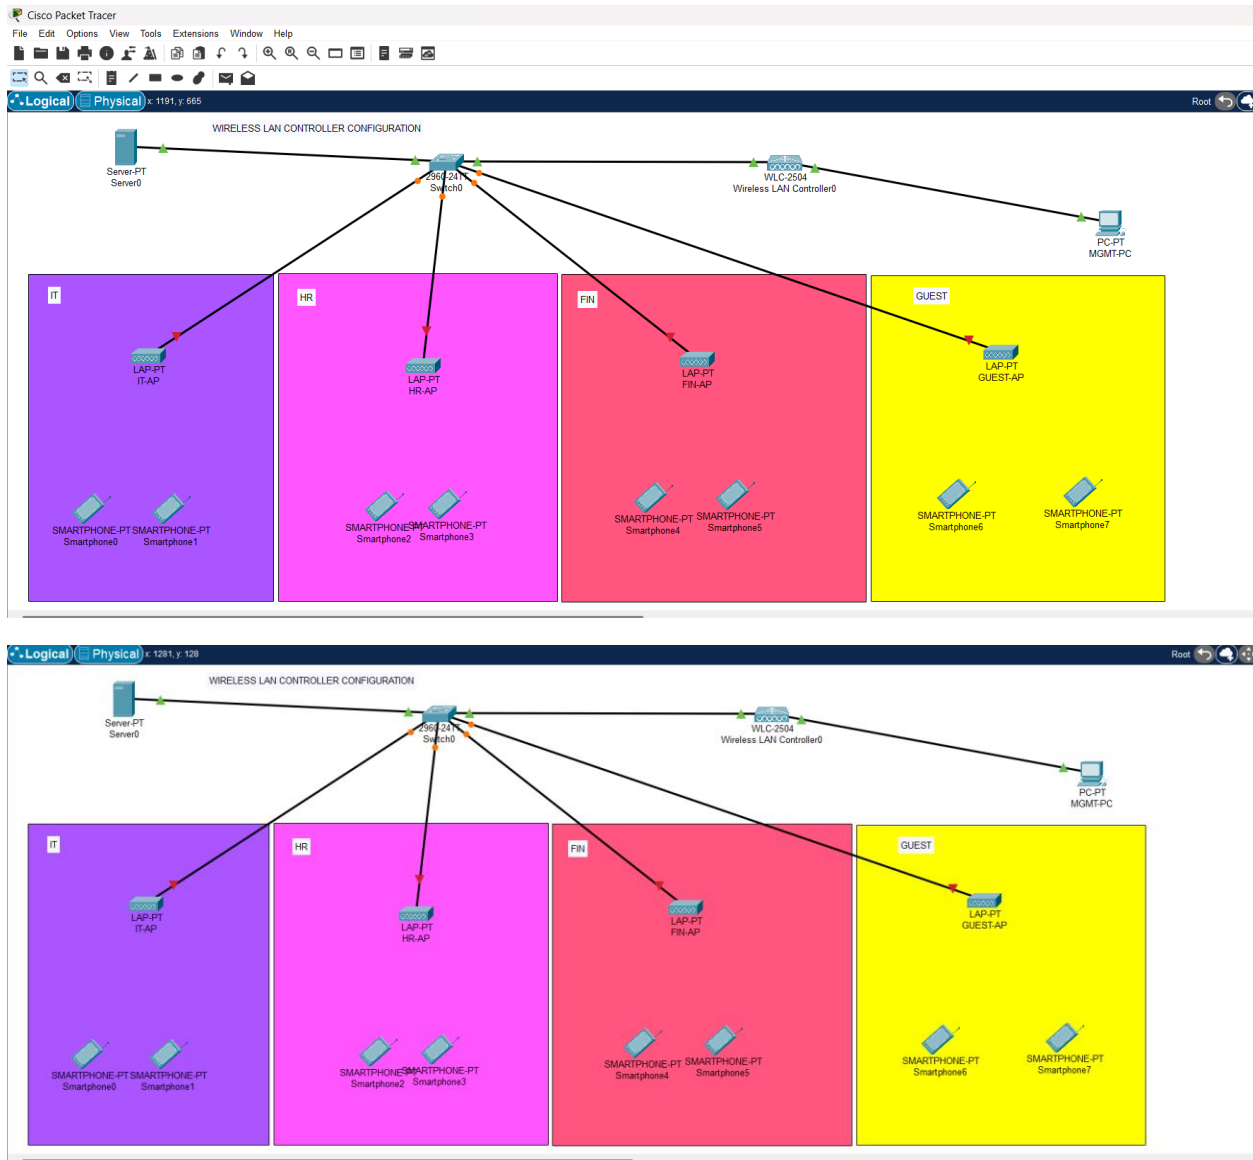 Cisco Packet Tracer
File Edit Options View Tools Extensions Window Help
Logical Physical x: 1191, y: 665 Root
WIRELESS LAN CONTROLLER CONFIGURATION
Server-PT
Server0
2960-24TT
Switch0
WLC-2504
Wireless LAN Controller0
PC-PT
MGMT-PC
IT
HR
FIN
GUEST
LAP-PT
IT-AP
LAP-PT
HR-AP
LAP-PT
FIN-AP
LAP-PT
GUEST-AP
SMARTPHONE-PT
Smartphone0
SMARTPHONE-PT
Smartphone1
SMARTPHONE-PT
Smartphone2
SMARTPHONE-PT
Smartphone3
SMARTPHONE-PT
Smartphone4
SMARTPHONE-PT
Smartphone5
SMARTPHONE-PT
Smartphone6
SMARTPHONE-PT
Smartphone7
Logical Physical x: 1281, y: 128 Root
WIRELESS LAN CONTROLLER CONFIGURATION
Server-PT
Server0
2960-24TT
Switch0
WLC-2504
Wireless LAN Controller0
PC-PT
MGMT-PC
IT
HR
FIN
GUEST
LAP-PT
IT-AP
LAP-PT
HR-AP
LAP-PT
FIN-AP
LAP-PT
GUEST-AP
SMARTPHONE-PT
Smartphone0
SMARTPHONE-PT
Smartphone1
SMARTPHONE-PT
Smartphone2
SMARTPHONE-PT
Smartphone3
SMARTPHONE-PT
Smartphone4
SMARTPHONE-PT
Smartphone5
SMARTPHONE-PT
Smartphone6
SMARTPHONE-PT
Smartphone7